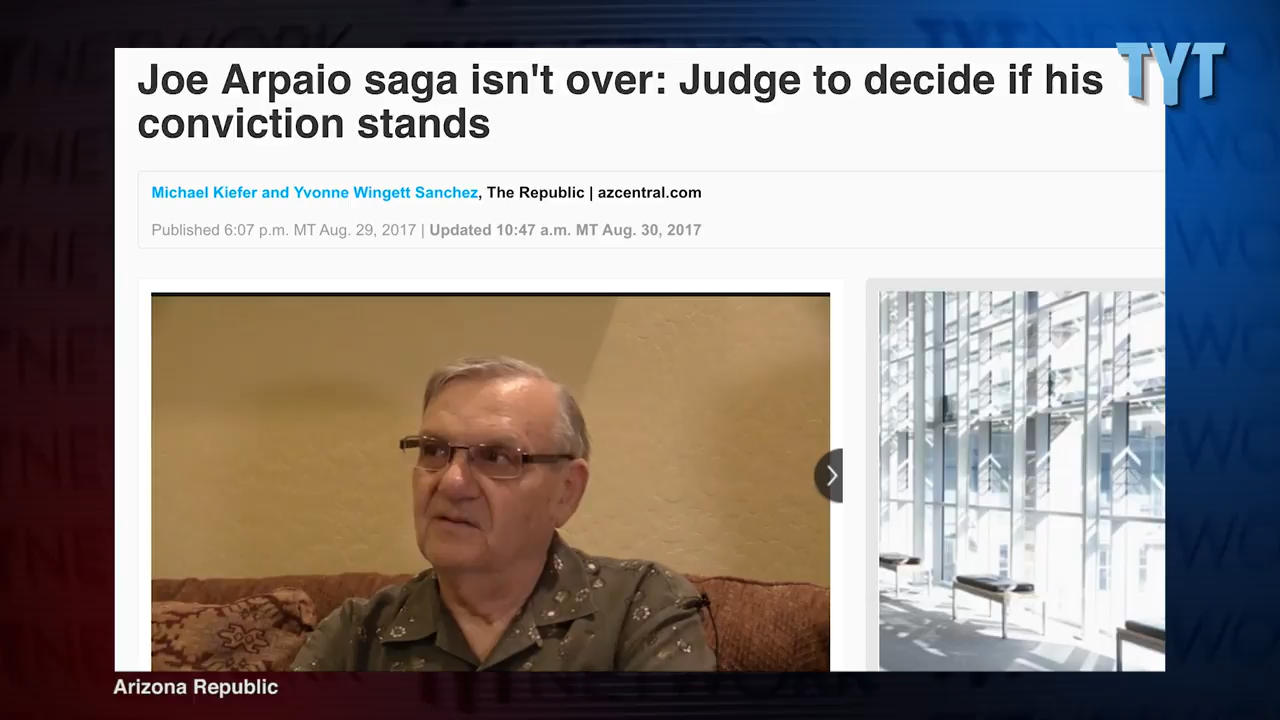 TYT
Joe Arpaio saga isn't over: Judge to decide if his
conviction stands
Michael Kiefer and Yvonne Wingett Sanchez, The Republic | azcentral.com
Published 6:07 p.m. MT Aug. 29, 2017 | Updated 10:47 a.m. MT Aug. 30, 2017
Arizona Republic